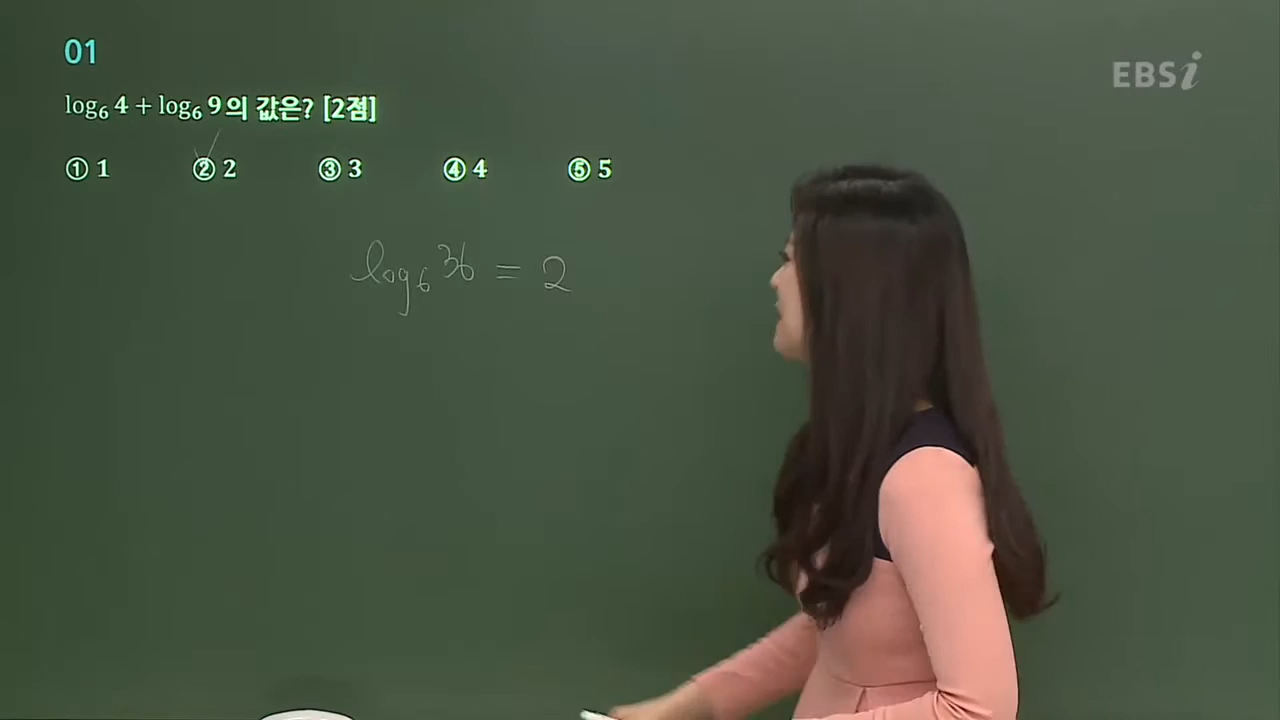 01
EBSi
log₆ 4 + log₆ 9의 값은? [2점]
① 1 ② 2 ③ 3 ④ 4 ⑤ 5
log₆ 36 = 2